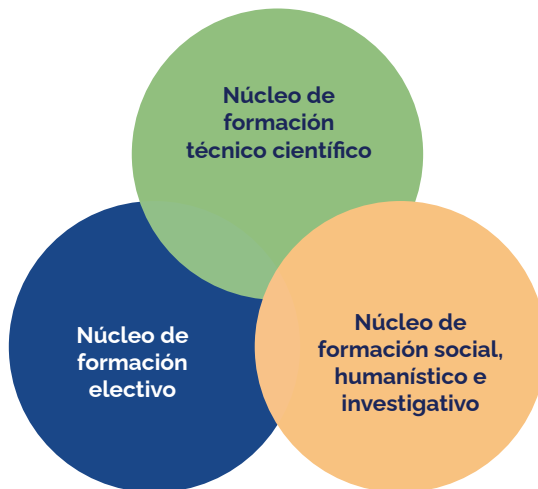 Núcleo de
formación
técnico científico
Núcleo de
formación
electivo
Núcleo de
formación social,
humanístico e
investigativo